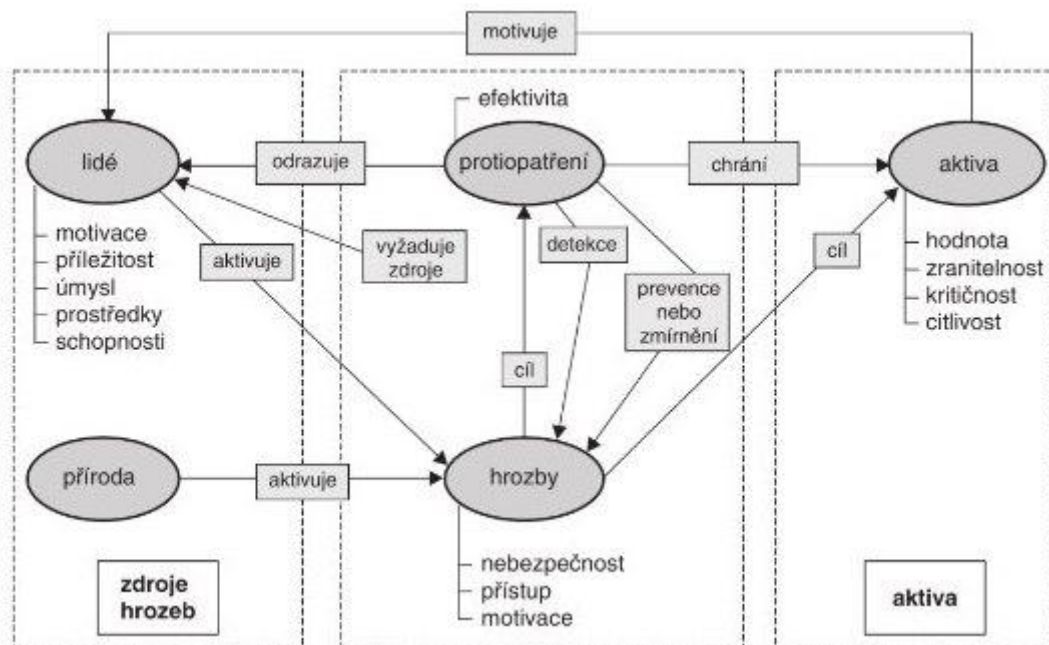 motivuje
efektivita
lidé
odrazuje
protiopatření
chrání
aktiva
motivace
příležitost
úmysl
prostředky
schopnosti
aktivuje
vyžaduje
zdroje
detekce
prevence
nebo
zmírnění
cíl
cíl
hodnota
zranitelnost
kritičnost
citlivost
příroda
aktivuje
hrozby
nebezpečnost
přístup
motivace
zdroje
hrozeb
aktiva